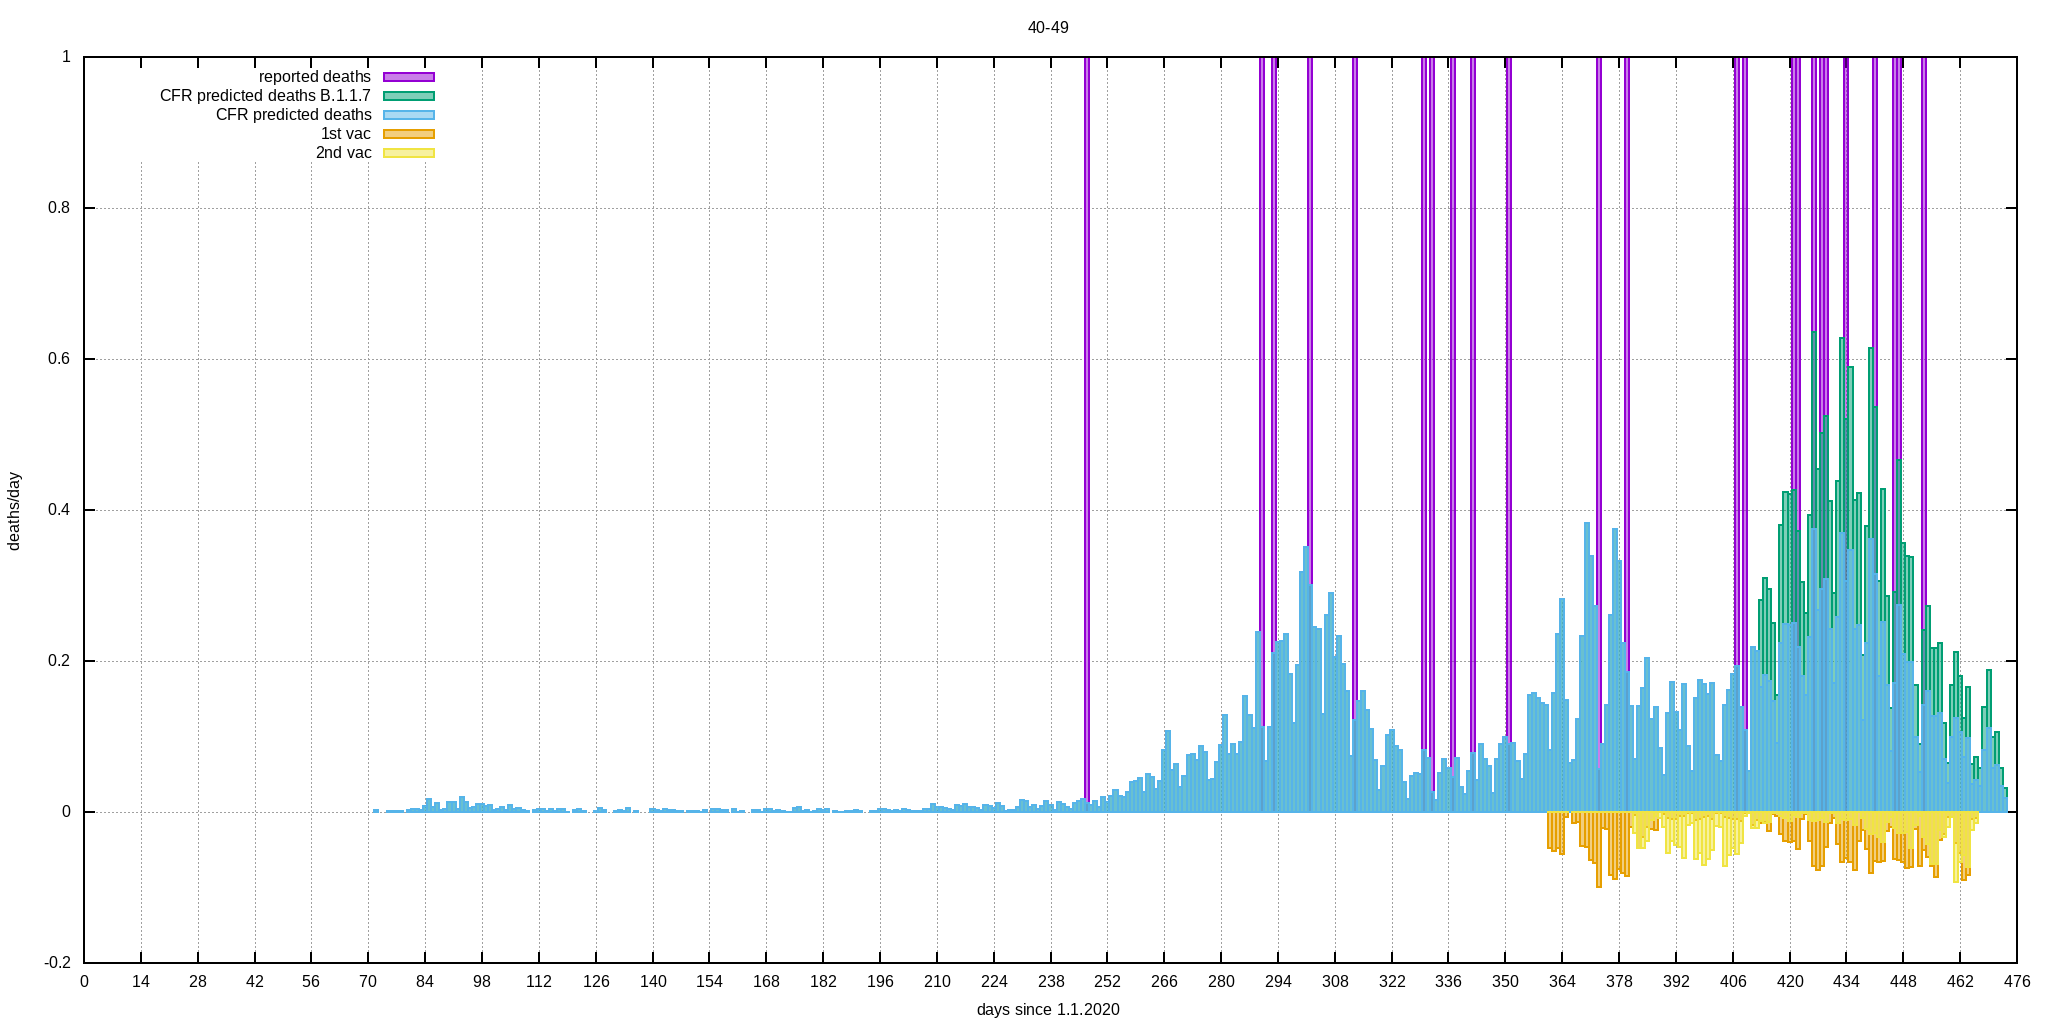 40-49
reported deaths
CFR predicted deaths B.1.1.7
CFR predicted deaths
1st vac
2nd vac
1
0.8
0.6
0.4
0.2
0
-0.2
deaths/day
0 14 28 42 56 70 84 98 112 126 140 154 168 182 196 210 224 238 252 266 280 294 308 322 336 350 364 378 392 406 420 434 448 462 476
days since 1.1.2020